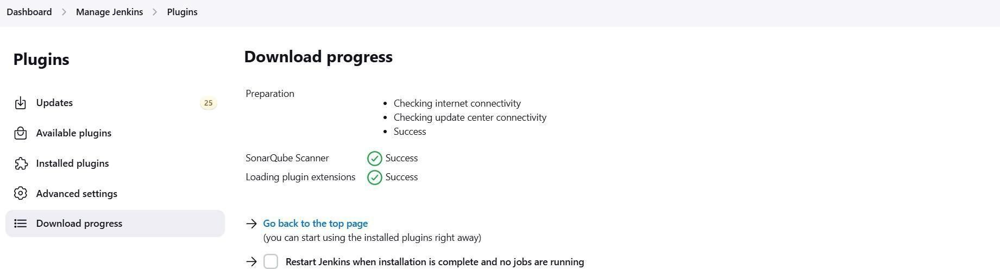 Dashboard > Manage Jenkins > Plugins
Plugins
Updates 25
Available plugins
Installed plugins
Advanced settings
Download progress
Download progress
Preparation
• Checking internet connectivity
• Checking update center connectivity
• Success
SonarQube Scanner Success
Loading plugin extensions Success
→ Go back to the top page
(you can start using the installed plugins right away)
→ Restart Jenkins when installation is complete and no jobs are running